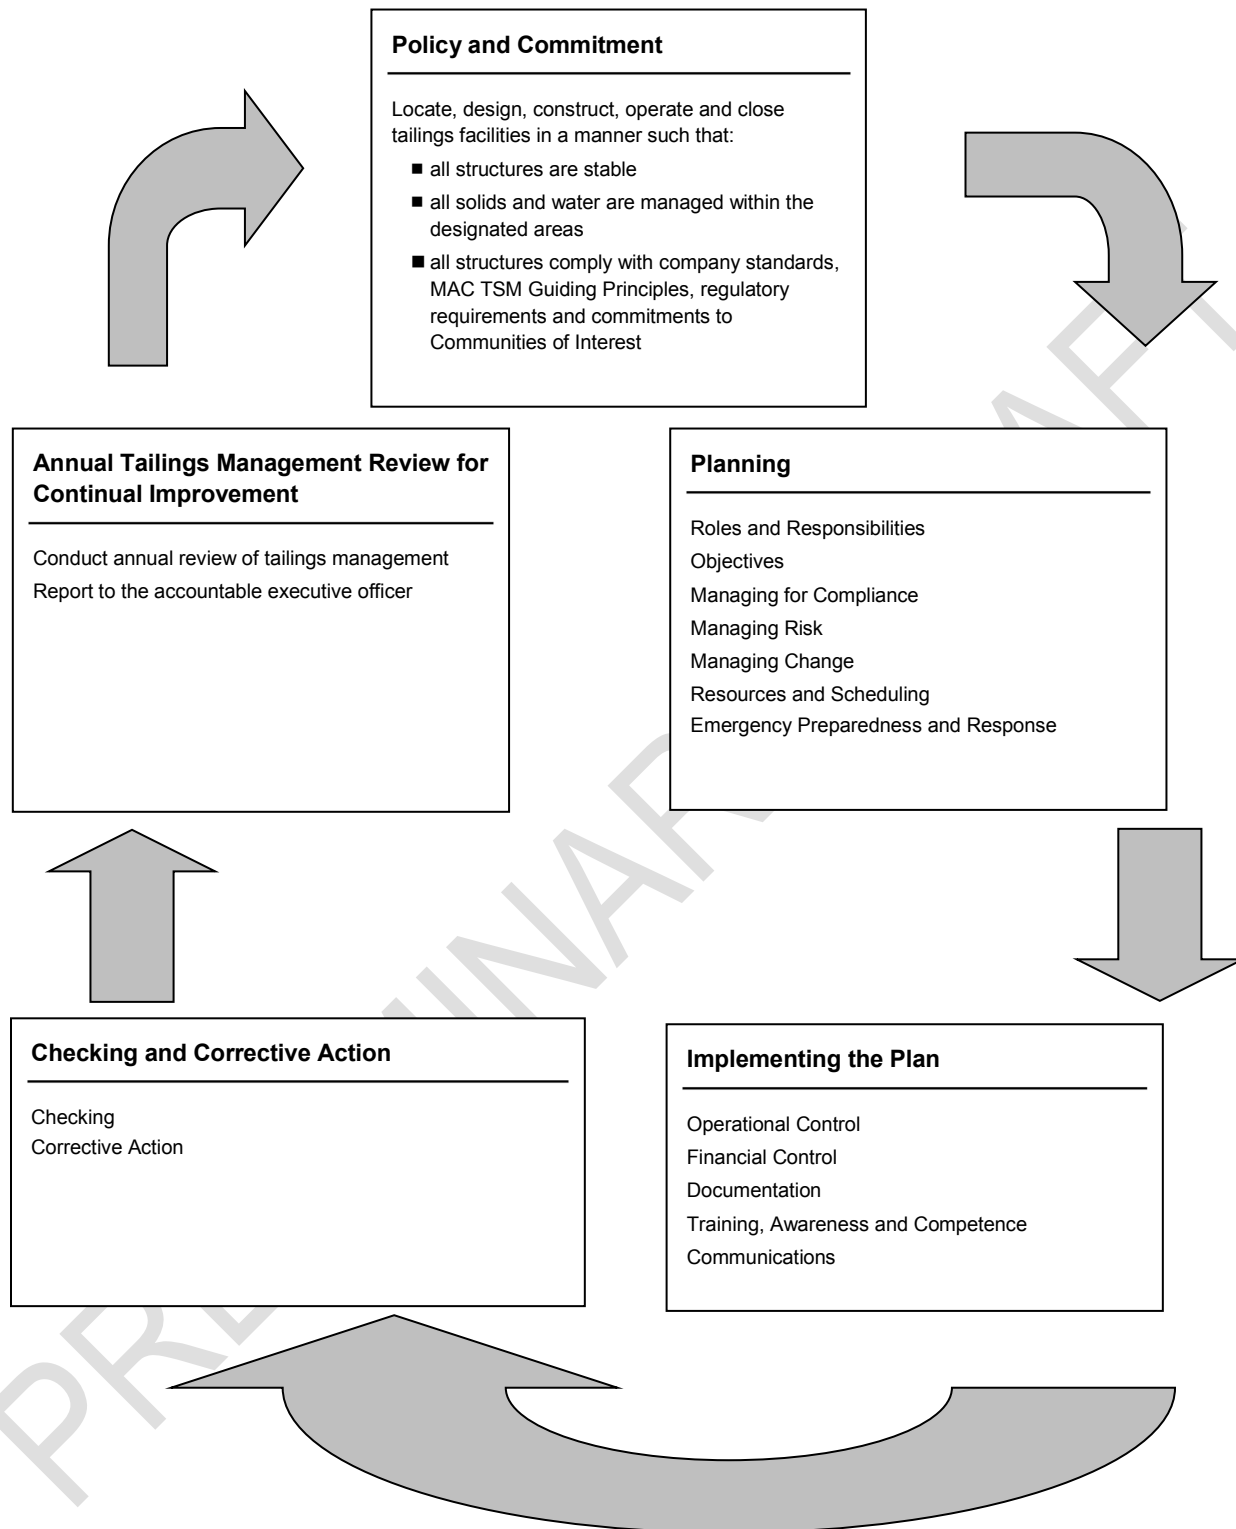 Policy and Commitment
Locate, design, construct, operate and close
tailings facilities in a manner such that:
■ all structures are stable
■ all solids and water are managed within the
designated areas
■ all structures comply with company standards,
MAC TSM Guiding Principles, regulatory
requirements and commitments to
Communities of Interest
Annual Tailings Management Review for
Continual Improvement
Conduct annual review of tailings management
Report to the accountable executive officer
Planning
Roles and Responsibilities
Objectives
Managing for Compliance
Managing Risk
Managing Change
Resources and Scheduling
Emergency Preparedness and Response
Checking and Corrective Action
Checking
Corrective Action
Implementing the Plan
Operational Control
Financial Control
Documentation
Training, Awareness and Competence
Communications